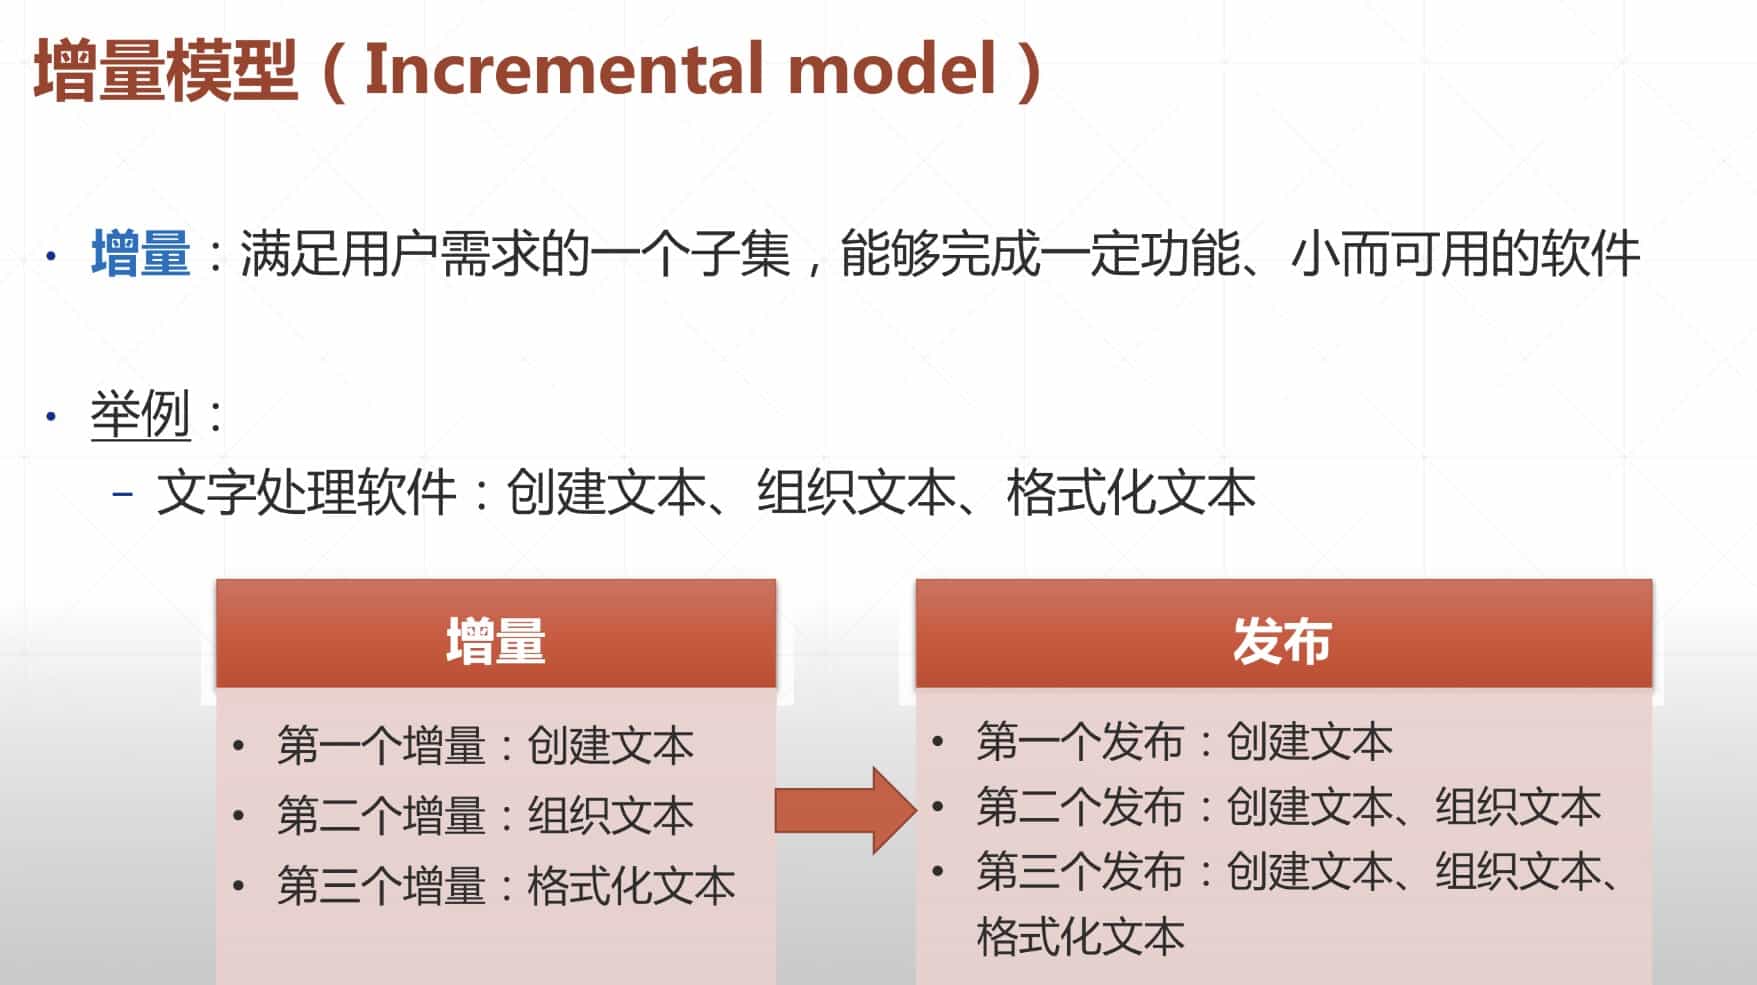 增量模型（Incremental model）
• 增量：满足用户需求的一个子集，能够完成一定功能、小而可用的软件
• 举例：
– 文字处理软件：创建文本、组织文本、格式化文本
增量
• 第一个增量：创建文本
• 第二个增量：组织文本
• 第三个增量：格式化文本
发布
• 第一个发布：创建文本
• 第二个发布：创建文本、组织文本
• 第三个发布：创建文本、组织文本、
格式化文本